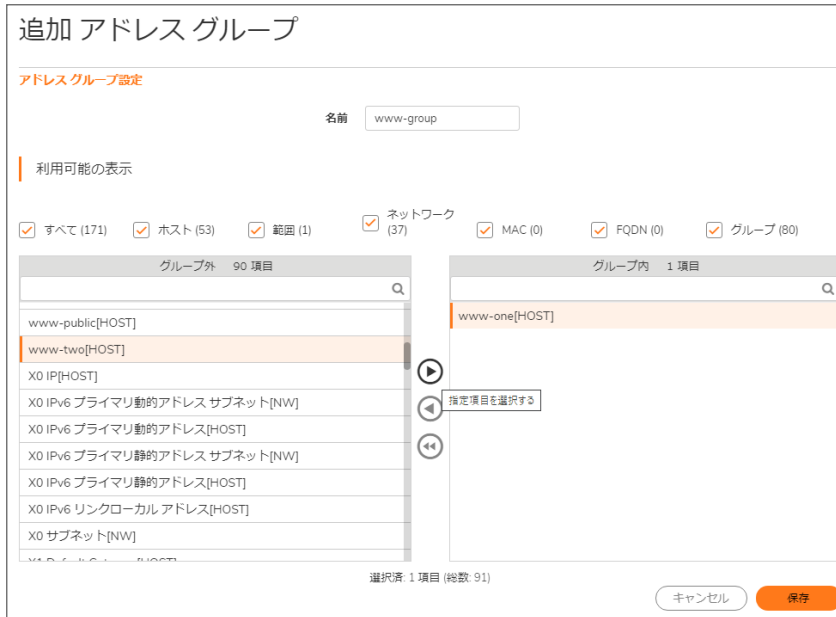 追加 アドレス グループ
アドレス グループ設定
名前 www-group
利用可能の表示
すべて (171) ホスト (53) 範囲 (1) ネットワーク (37) MAC (0) FQDN (0) グループ (80)
グループ外 90 項目
グループ内 1 項目
www-public[HOST]
www-one[HOST]
www-two[HOST]
X0 IP[HOST]
X0 IPv6 プライマリ動的アドレス サブネット[NW]
指定項目を選択する
X0 IPv6 プライマリ動的アドレス[HOST]
X0 IPv6 プライマリ静的アドレス サブネット[NW]
X0 IPv6 プライマリ静的アドレス[HOST]
X0 IPv6 リンクローカル アドレス[HOST]
X0 サブネット[NW]
選択済: 1 項目 (総数: 91)
キャンセル 保存